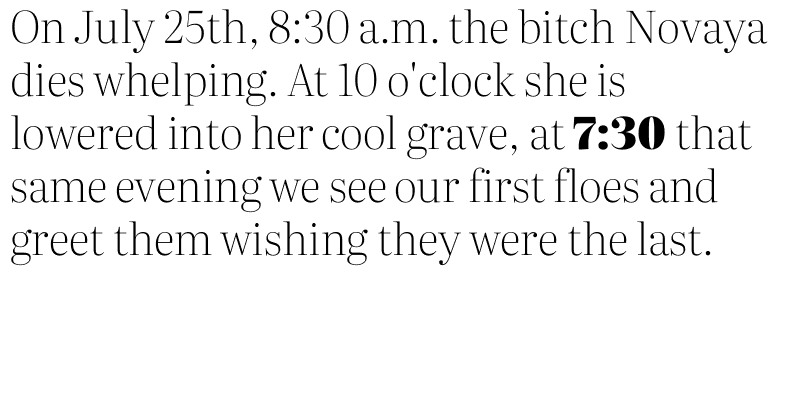 On July 25th, 8:30 a.m. the bitch Novaya
dies whelping. At 10 o'clock she is
lowered into her cool grave, at 7:30 that
same evening we see our first floes and
greet them wishing they were the last.